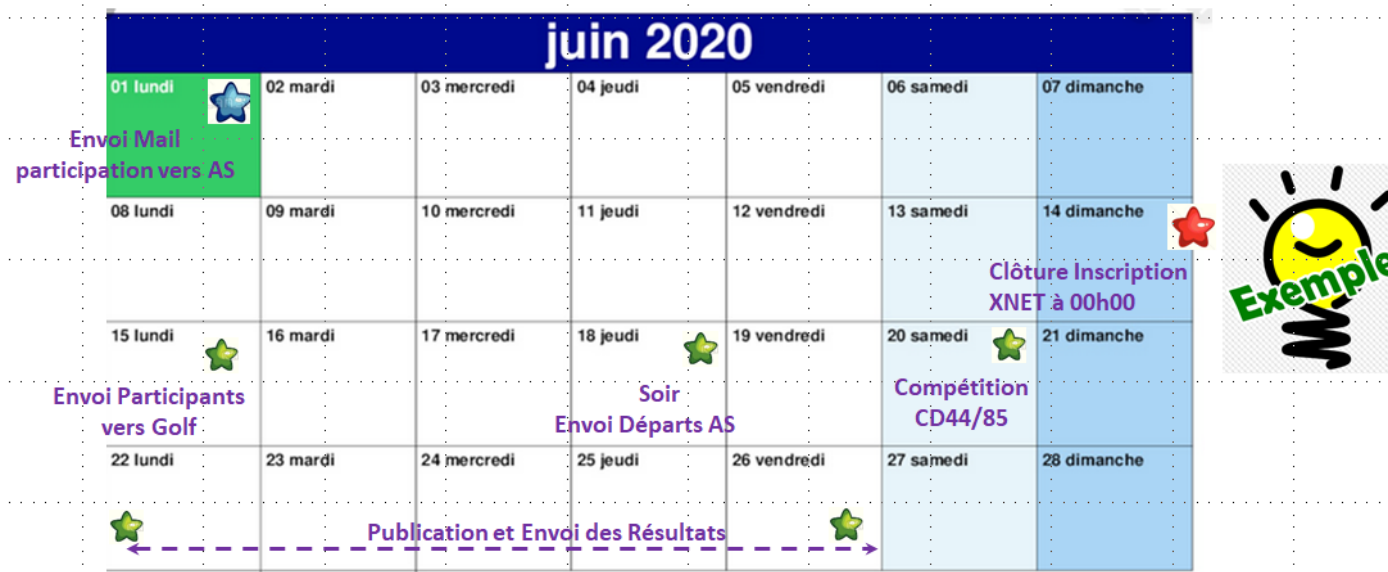 juin 2020
01 lundi
02 mardi
03 mercredi
04 jeudi
05 vendredi
06 samedi
07 dimanche
Envoi Mail
participation vers AS
08 lundi
09 mardi
10 mercredi
11 jeudi
12 vendredi
13 samedi
14 dimanche
Clôture Inscription
XNET à 00h00
Exemple
15 lundi
16 mardi
17 mercredi
18 jeudi
19 vendredi
20 samedi
21 dimanche
Envoi Participants
vers Golf
Soir
Envoi Départs AS
Compétition
CD44/85
22 lundi
23 mardi
24 mercredi
25 jeudi
26 vendredi
27 samedi
28 dimanche
Publication et Envoi des Résultats